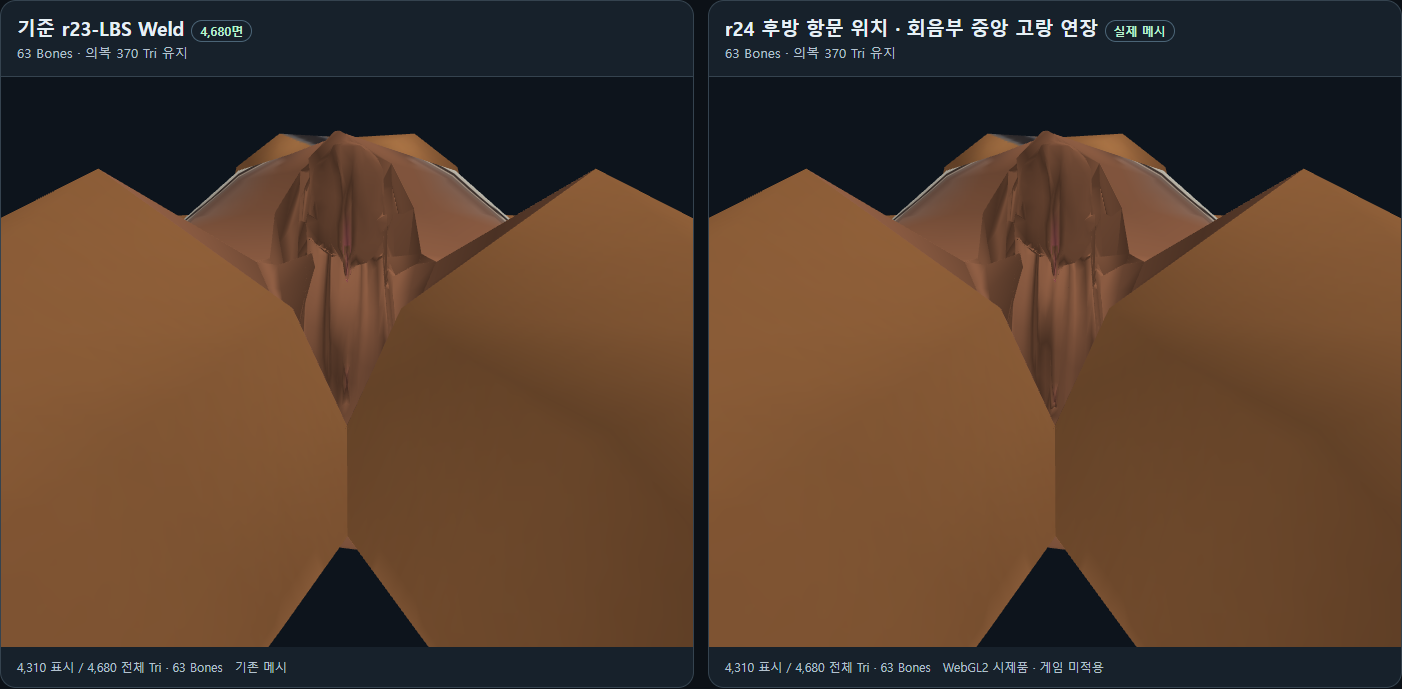 기준 r23-LBS Weld 4,680면
63 Bones · 의복 370 Tri 유지
4,310 표시 / 4,680 전체 Tri · 63 Bones 기존 메시
r24 후방 항문 위치 · 회음부 중앙 고랑 연장 실제 메시
63 Bones · 의복 370 Tri 유지
4,310 표시 / 4,680 전체 Tri · 63 Bones WebGL2 시제품 · 게임 미적용